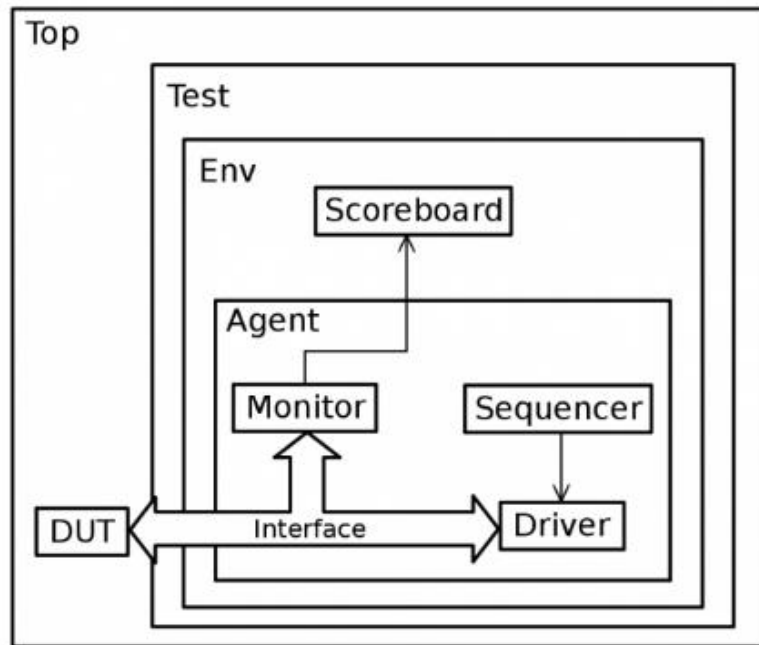 Top
Test
Env
Scoreboard
Agent
Monitor
Sequencer
DUT
Interface
Driver